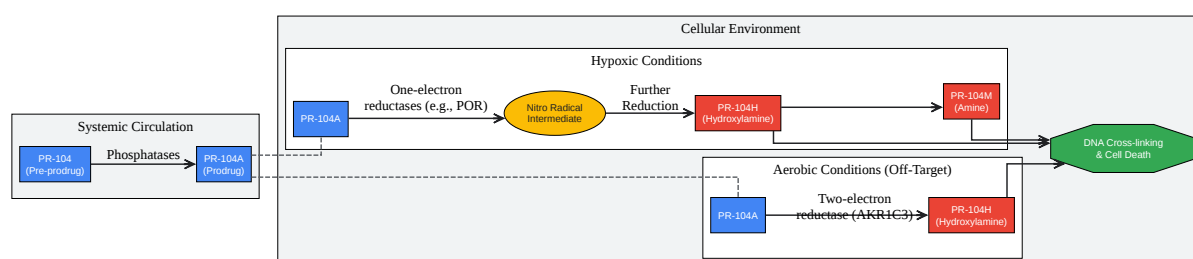 Cellular Environment
Hypoxic Conditions
One-electron
reductases (e.g., POR)
Further
Reduction
PR-104A
Nitro Radical
Intermediate
PR-104H
(Hydroxylamine)
PR-104M
(Amine)
Systemic Circulation
PR-104
(Pre-prodrug)
Phosphatases
PR-104A
(Prodrug)
DNA Cross-linking
& Cell Death
Aerobic Conditions (Off-Target)
PR-104A
Two-electron
reductase (AKR1C3)
PR-104H
(Hydroxylamine)